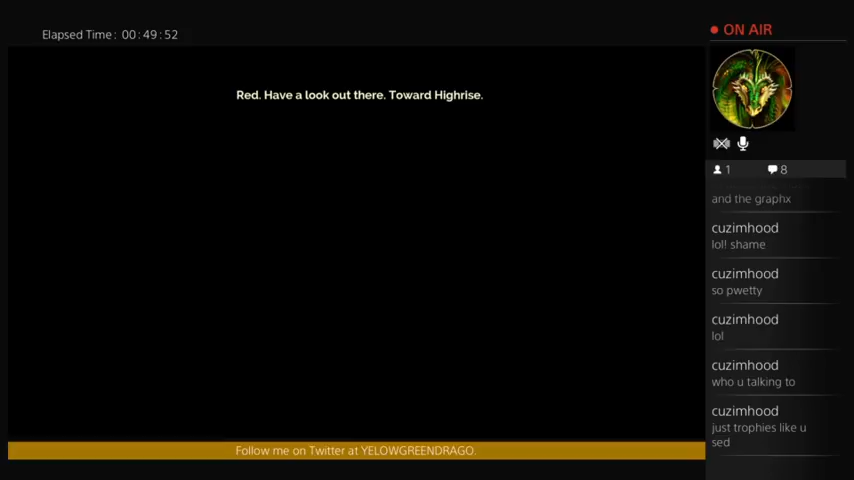 Elapsed Time: 00:49:52
ON AIR
Red. Have a look out there. Toward Highrise.
1
8
and the graphx
cuzimhood
lol! shame
cuzimhood
so pwetty
cuzimhood
lol
cuzimhood
who u talking to
cuzimhood
just trophies like u
sed
Follow me on Twitter at YELOWGREENDRAGO.